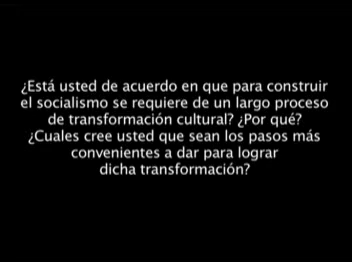 ¿Está usted de acuerdo en que para construir
el socialismo se requiere de un largo proceso
de transformación cultural? ¿Por qué?
¿Cuales cree usted que sean los pasos más
convenientes a dar para lograr
dicha transformación?